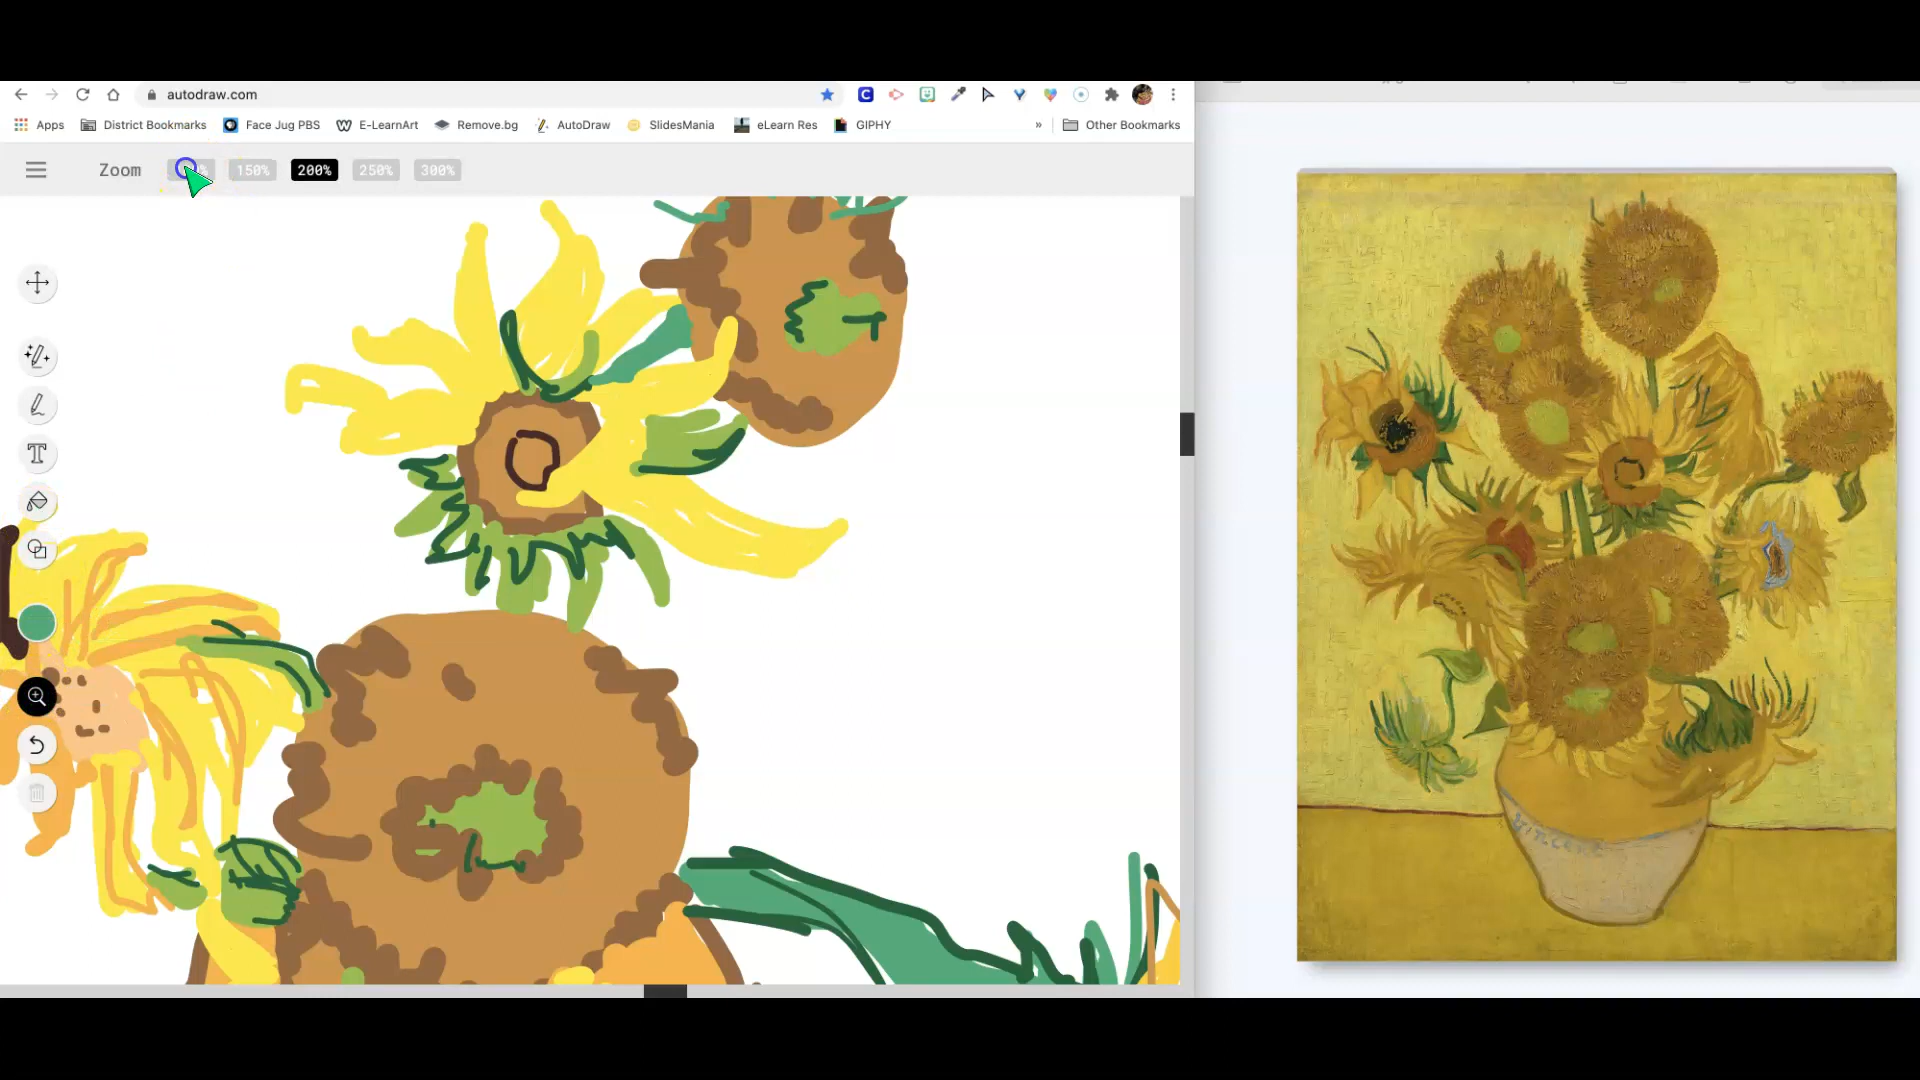 autodraw.com
Apps District Bookmarks Face Jug PBS E-LearnArt Remove.bg AutoDraw SlidesMania eLearn Res GIPHY » Other Bookmarks
Zoom 150% 200% 250% 300%